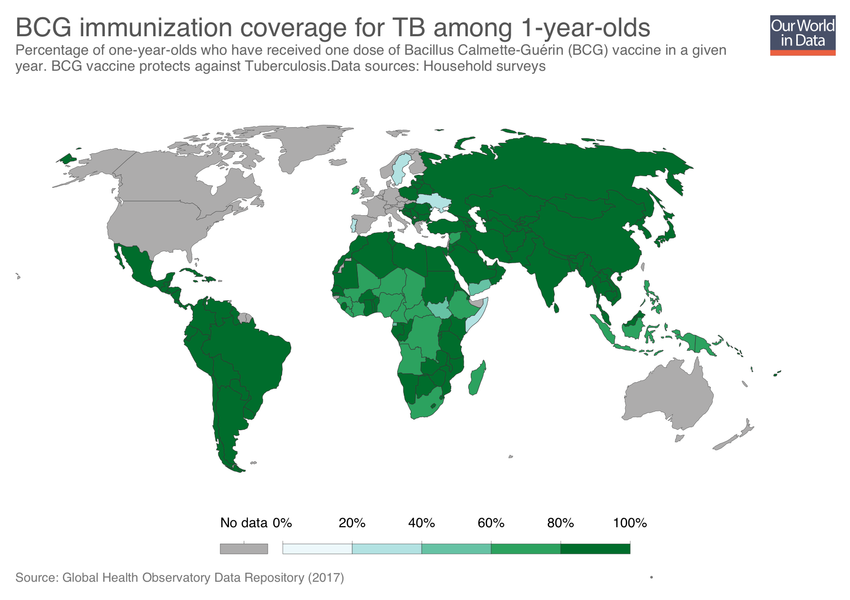 BCG immunization coverage for TB among 1-year-olds
Our World
in Data
Percentage of one-year-olds who have received one dose of Bacillus Calmette-Guérin (BCG) vaccine in a given
year. BCG vaccine protects against Tuberculosis.Data sources: Household surveys
No data 0% 20% 40% 60% 80% 100%
Source: Global Health Observatory Data Repository (2017)